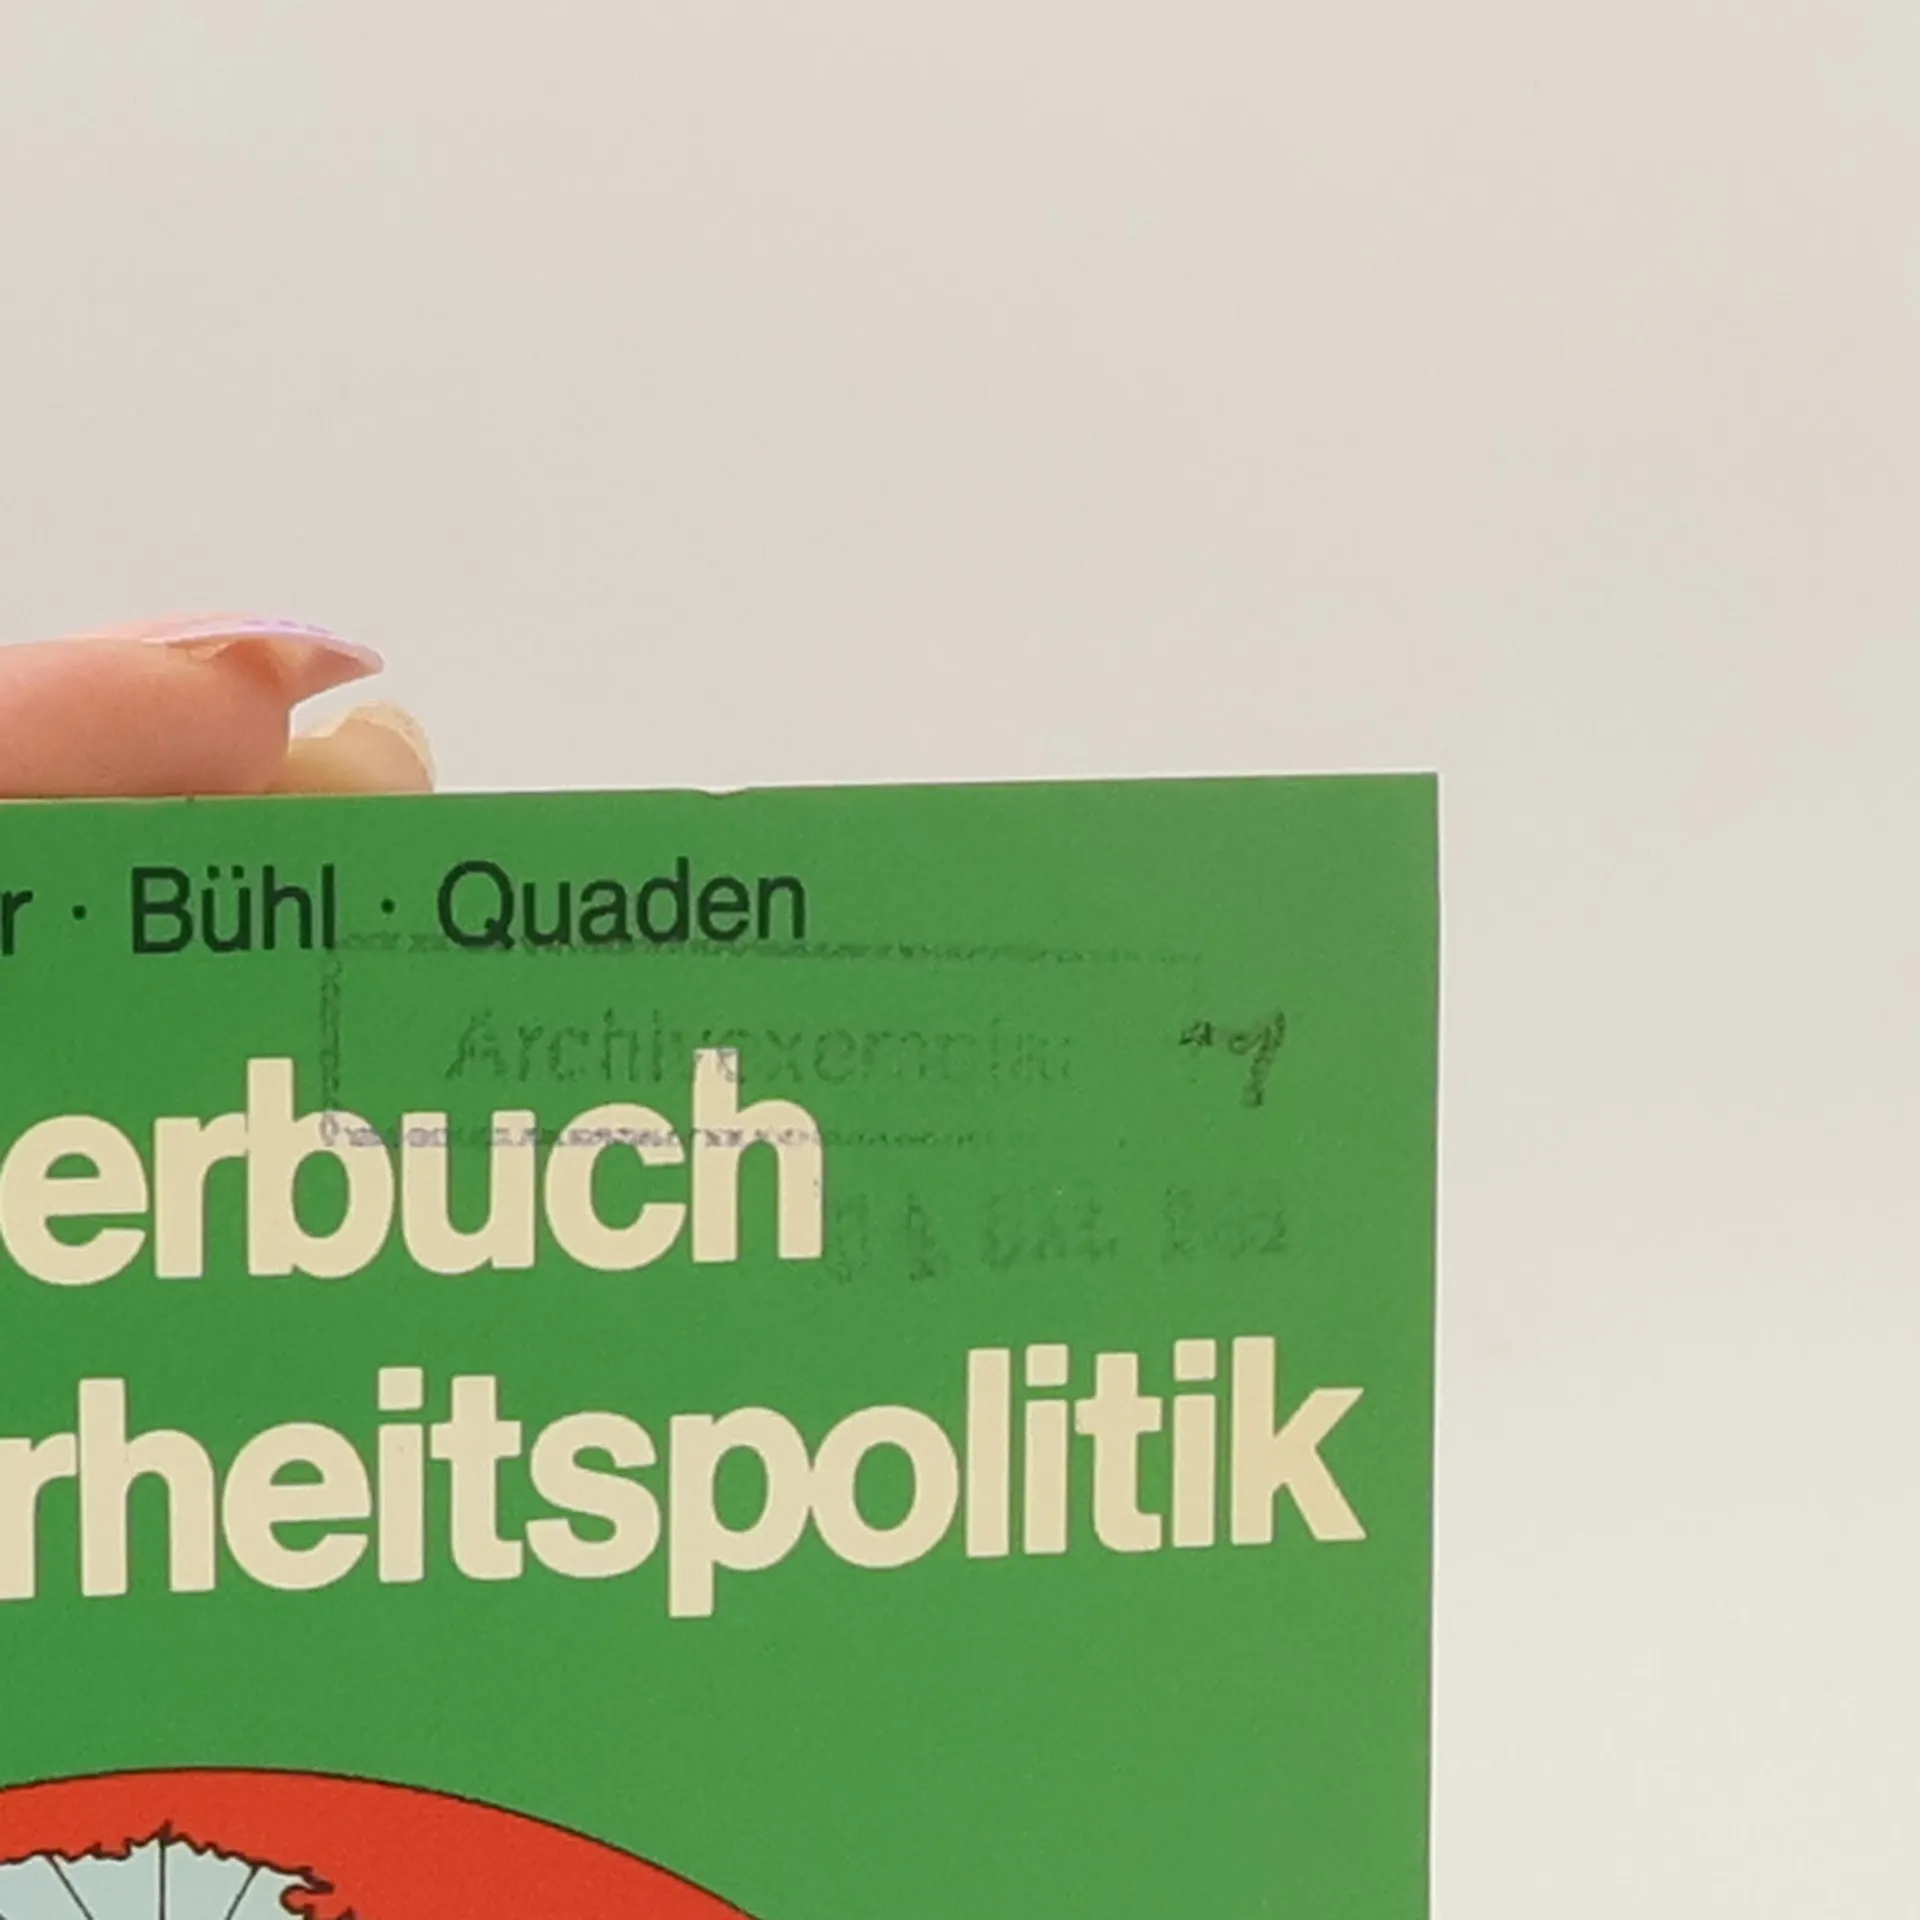 r · Bühl · Quaden
Archivexemplar
erbuch
rheitspolitik